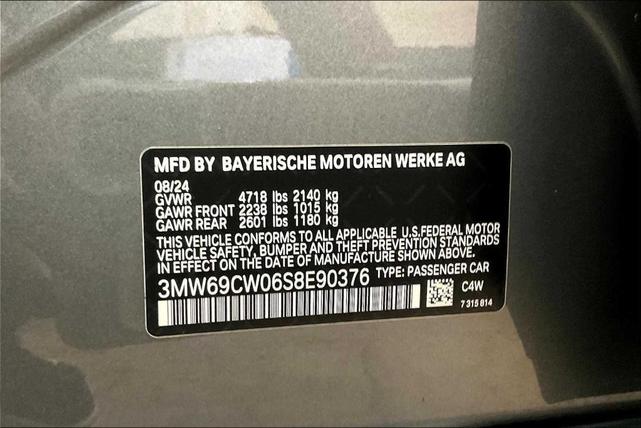 MFD BY BAYERISCHE MOTOREN WERKE AG
08/24
GVWR 4718 lbs 2140 kg
GAWR FRONT 2238 lbs 1015 kg
GAWR REAR 2601 lbs 1180 kg
THIS VEHICLE CONFORMS TO ALL APPLICABLE U.S.FEDERAL MOTOR
VEHICLE SAFETY, BUMPER AND THEFT PREVENTION STANDARDS
IN EFFECT ON THE DATE OF MANUFACTURE SHOWN ABOVE.
3MW69CW06S8E90376 TYPE: PASSENGER CAR
C4W
7 315 814